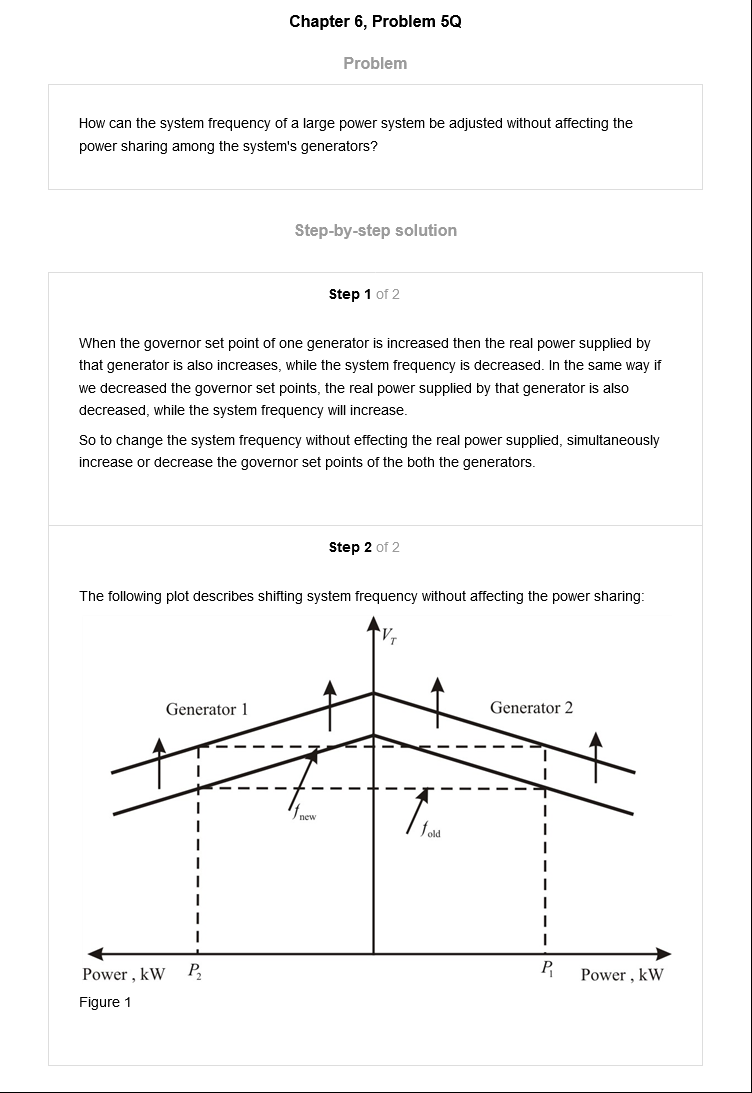 Chapter 6, Problem 5Q
Problem
How can the system frequency of a large power system be adjusted without affecting the
power sharing among the system's generators?
Step-by-step solution
Step 1 of 2
When the governor set point of one generator is increased then the real power supplied by
that generator is also increases, while the system frequency is decreased. In the same way if
we decreased the governor set points, the real power supplied by that generator is also
decreased, while the system frequency will increase.
So to change the system frequency without effecting the real power supplied, simultaneously
increase or decrease the governor set points of the both the generators.
Step 2 of 2
The following plot describes shifting system frequency without affecting the power sharing:
V_T
Generator 1
Generator 2
f_new
f_old
Power , kW
P_2
P_1
Power , kW
Figure 1